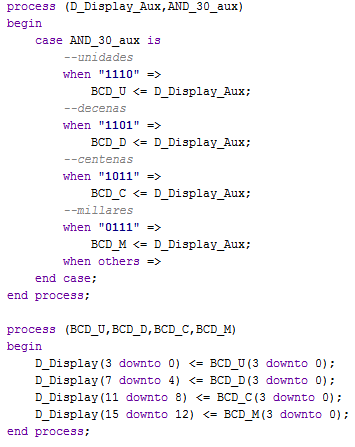 process (D_Display_Aux,AND_30_aux)
begin
    case AND_30_aux is
        --unidades
        when "1110" =>
            BCD_U <= D_Display_Aux;
        --decenas
        when "1101" =>
            BCD_D <= D_Display_Aux;
        --centenas
        when "1011" =>
            BCD_C <= D_Display_Aux;
        --millares
        when "0111" =>
            BCD_M <= D_Display_Aux;
        when others =>
    end case;
end process;

process (BCD_U,BCD_D,BCD_C,BCD_M)
begin
    D_Display(3 downto 0) <= BCD_U(3 downto 0);
    D_Display(7 downto 4) <= BCD_D(3 downto 0);
    D_Display(11 downto 8) <= BCD_C(3 downto 0);
    D_Display(15 downto 12) <= BCD_M(3 downto 0);
end process;